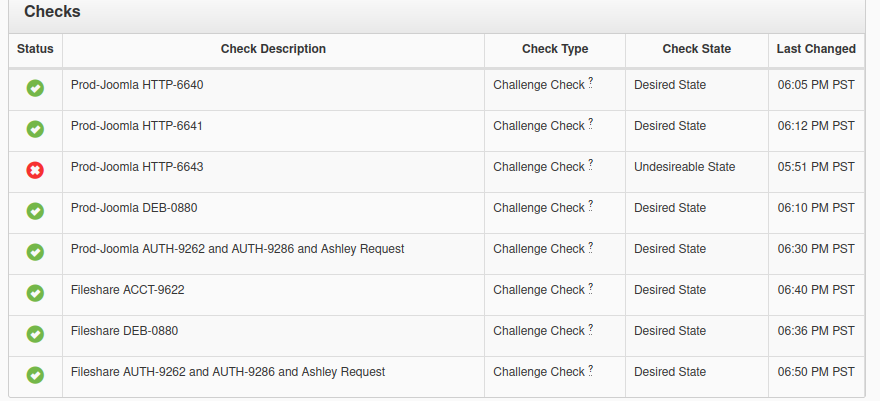 Checks
Status Check Description Check Type Check State Last Changed
Prod-Joomla HTTP-6640 Challenge Check ? Desired State 06:05 PM PST
Prod-Joomla HTTP-6641 Challenge Check ? Desired State 06:12 PM PST
Prod-Joomla HTTP-6643 Challenge Check ? Undesireable State 05:51 PM PST
Prod-Joomla DEB-0880 Challenge Check ? Desired State 06:10 PM PST
Prod-Joomla AUTH-9262 and AUTH-9286 and Ashley Request Challenge Check ? Desired State 06:30 PM PST
Fileshare ACCT-9622 Challenge Check ? Desired State 06:40 PM PST
Fileshare DEB-0880 Challenge Check ? Desired State 06:36 PM PST
Fileshare AUTH-9262 and AUTH-9286 and Ashley Request Challenge Check ? Desired State 06:50 PM PST